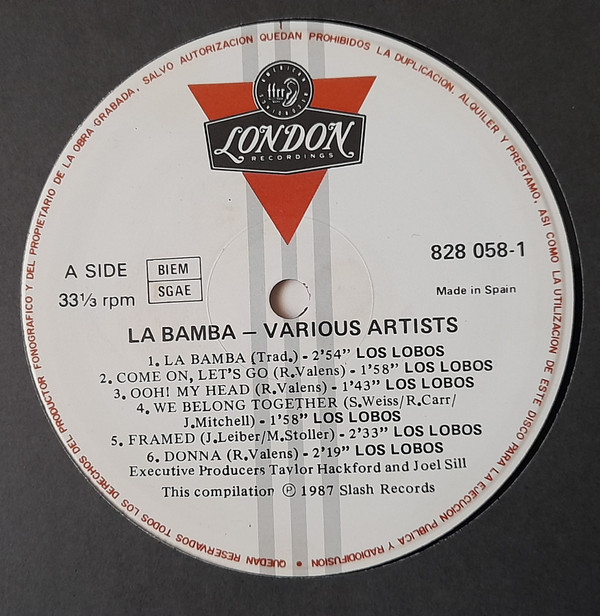 QUEDAN RESERVADOS TODOS LOS DERECHOS DEL PRODUCTOR FONOGRAFICO Y DEL PROPIETARIO DE LA OBRA GRABADA, SALVO AUTORIZACIÓN QUEDAN PROHIBIDOS LA DUPLICACION, ALQUILER Y PRESTAMO, ASI COMO LA UTILIZACION DE ESTE DISCO PARA LA EJECUCION PUBLICA Y RADIODIFUSION •
ffrr
LONDON
RECORDINGS
828 058-1
A SIDE
BIEM
SGAE
33⅓ rpm
Made in Spain
LA BAMBA – VARIOUS ARTISTS
1. LA BAMBA (Trad.) - 2'54" LOS LOBOS
2. COME ON, LET'S GO (R.Valens) - 1'58" LOS LOBOS
3. OOH! MY HEAD (R.Valens) - 1'43" LOS LOBOS
4. WE BELONG TOGETHER (S.Weiss/R.Carr/
J.Mitchell) - 1'58" LOS LOBOS
5. FRAMED (J.Leiber/M.Stoller) - 2'33" LOS LOBOS
6. DONNA (R.Valens) - 2'19" LOS LOBOS
Executive Producers Taylor Hackford and Joel Sill
This compilation ℗ 1987 Slash Records